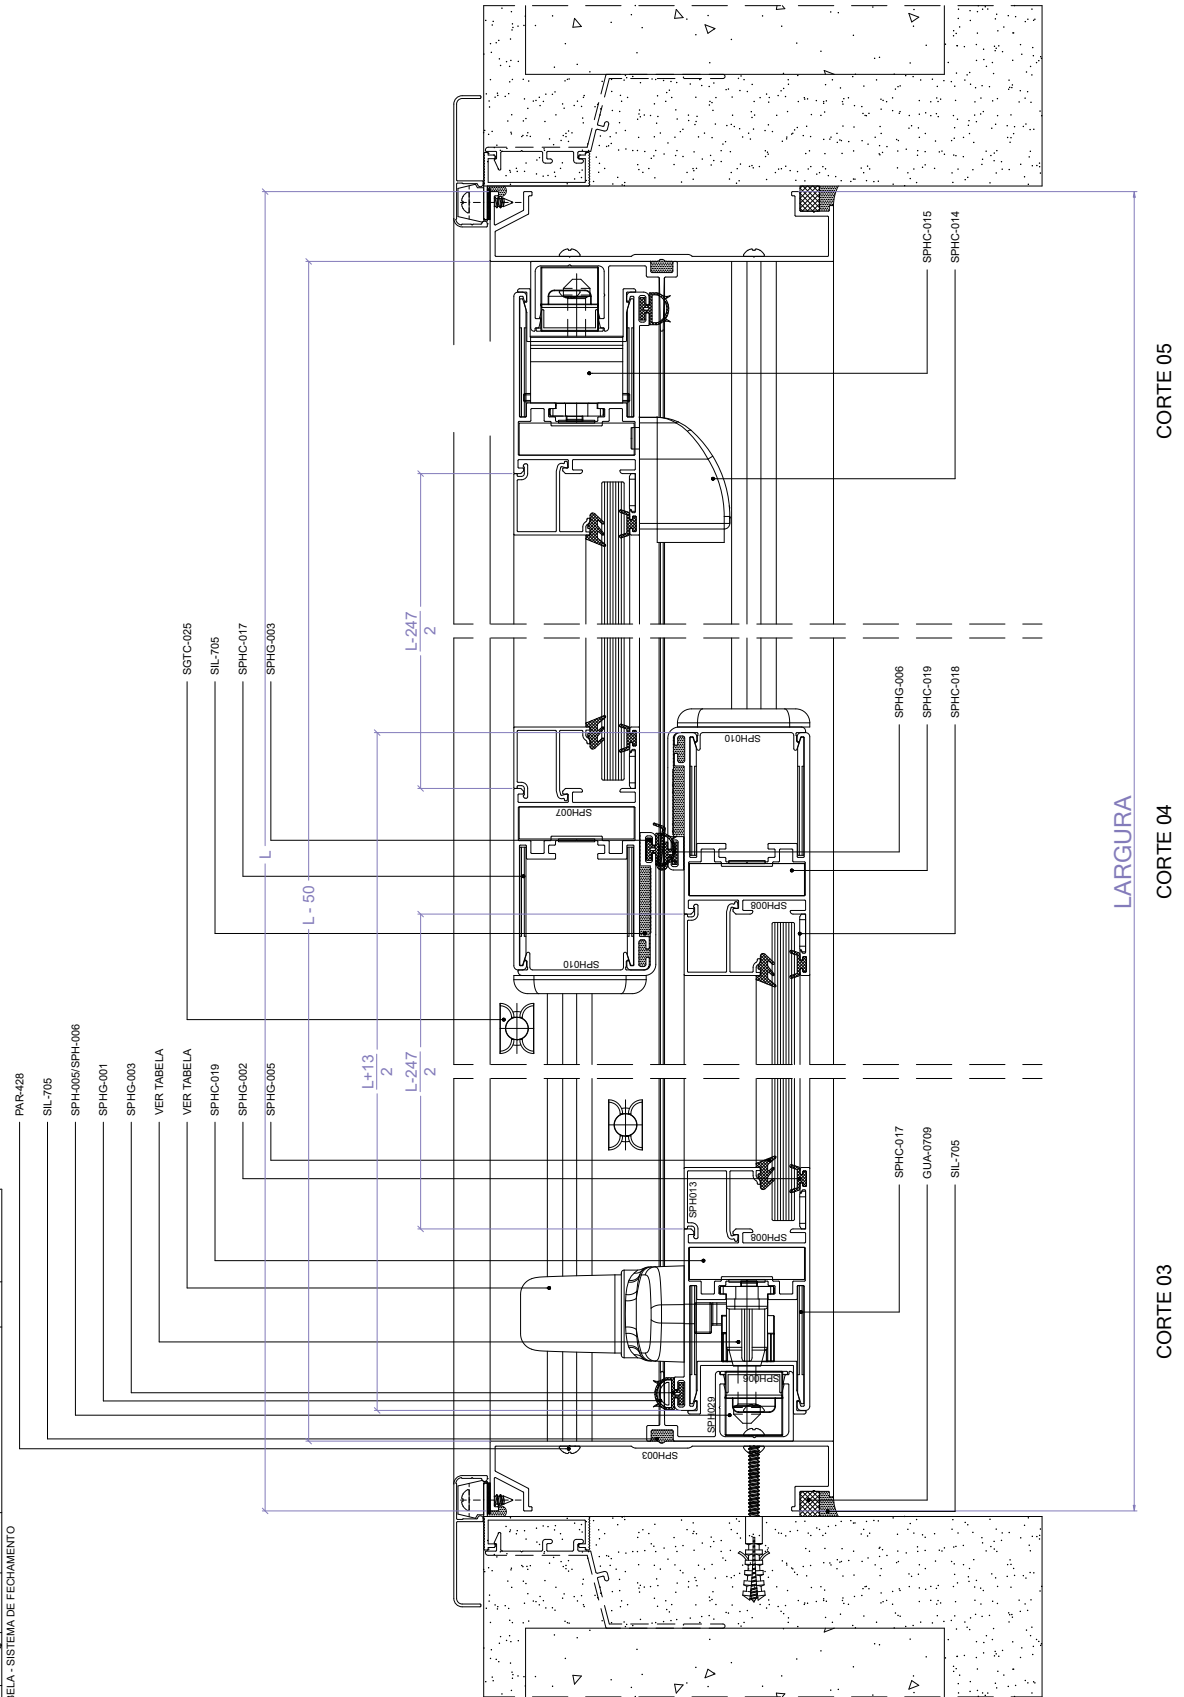 BELA - SISTEMA DE FECHAMENTO
PAR-428
SIL-705
SPH-005/SPH-006
SPHG-001
SPHG-003
VER TABELA
VER TABELA
SPHC-019
SPHG-002
SPHG-005
SGTC-025
SIL-705
SPHC-017
SPHG-003
L
L - 50
L+13
2
L-247
2
L-247
2
SPH003
SPH029
SPH006
SPH008
SPH013
SPH008
SPH010
SPH007
SPH010
SPHC-017
GUA-0709
SIL-705
SPHG-006
SPHC-019
SPHC-018
SPHC-015
SPHC-014
LARGURA
CORTE 03
CORTE 04
CORTE 05